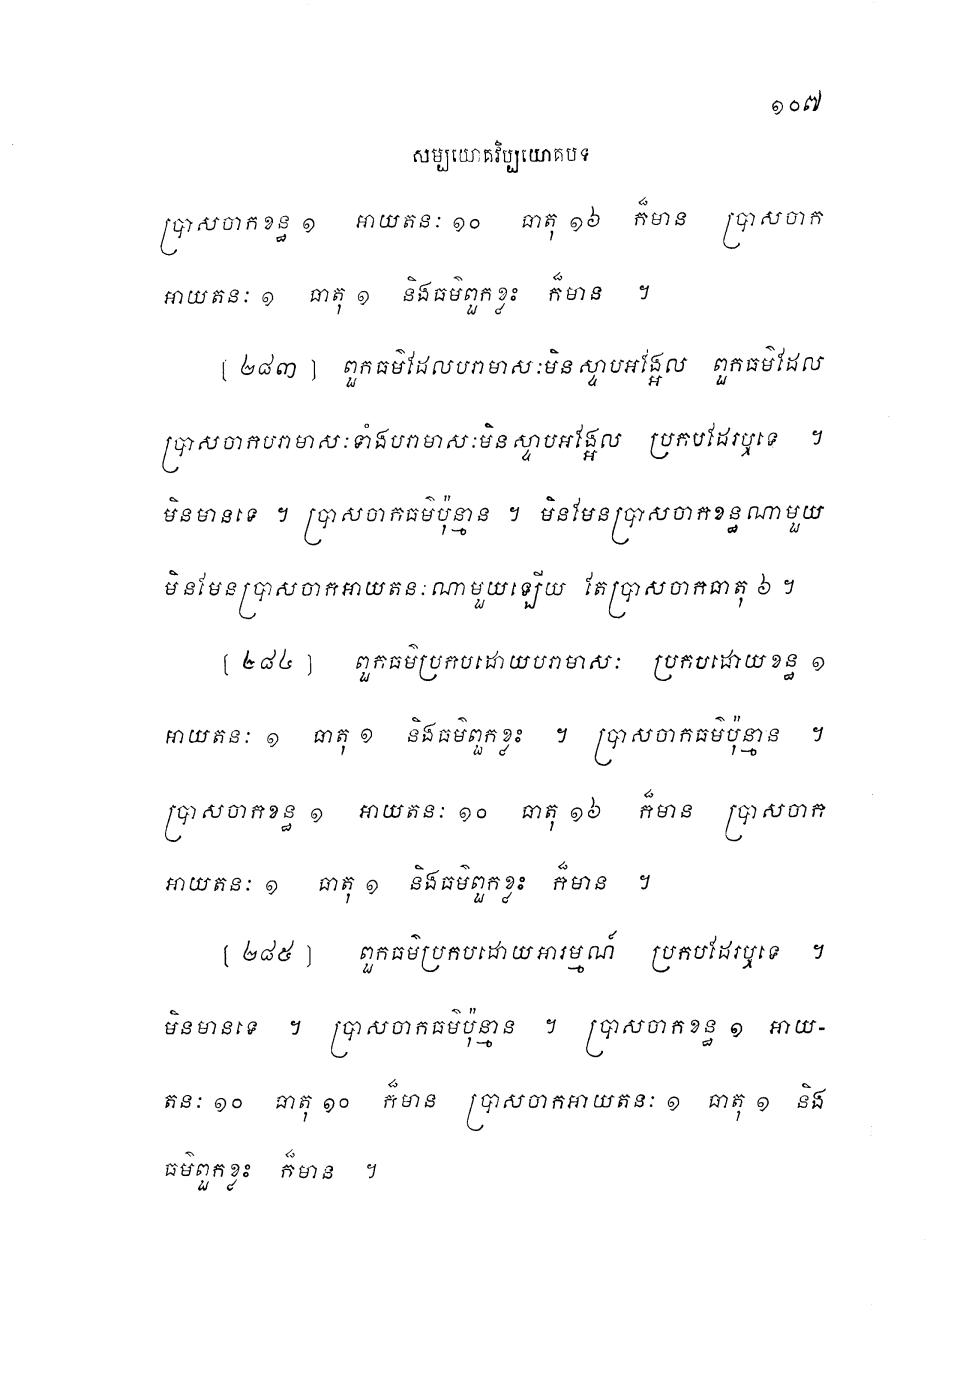 ១០៧
សម្បយោគវិប្បយោគបទ
ប្រាសចាកខន្ធ ១ អាយតនៈ ១០ ធាតុ ១៦ ក៏មាន ប្រាសចាក
អាយតនៈ ១ ធាតុ ១ និងធម៌ពួកខ្លះ ក៏មាន ។
[ ២៨៣ ] ពួកធម៌ដែលបរាមាសៈមិនស្ទាបអង្អែល ពួកធម៌ដែល
ប្រាសចាកបរាមាសៈទាំងបរាមាសៈមិនស្ទាបអង្អែល ប្រកបដែរឬទេ ។
មិនមានទេ ។ ប្រាសចាកធម៌ប៉ុន្មាន ។ មិនមែនប្រាសចាកខន្ធណាមួយ
មិនមែនប្រាសចាកអាយតនៈណាមួយឡើយ តែប្រាសចាកធាតុ ៦ ។
[ ២៨៤ ] ពួកធម៌ប្រកបដោយបរាមាសៈ ប្រកបដោយខន្ធ ១
អាយតនៈ ១ ធាតុ ១ និងធម៌ពួកខ្លះ ។ ប្រាសចាកធម៌ប៉ុន្មាន ។
ប្រាសចាកខន្ធ ១ អាយតនៈ ១០ ធាតុ ១៦ ក៏មាន ប្រាសចាក
អាយតនៈ ១ ធាតុ ១ និងធម៌ពួកខ្លះ ក៏មាន ។
[ ២៨៥ ] ពួកធម៌ប្រកបដោយអារម្មណ៍ ប្រកបដែរឬទេ ។
មិនមានទេ ។ ប្រាសចាកធម៌ប៉ុន្មាន ។ ប្រាសចាកខន្ធ ១ អាយ-
តនៈ ១០ ធាតុ ១០ ក៏មាន ប្រាសចាកអាយតនៈ ១ ធាតុ ១ និង
ធម៌ពួកខ្លះ ក៏មាន ។